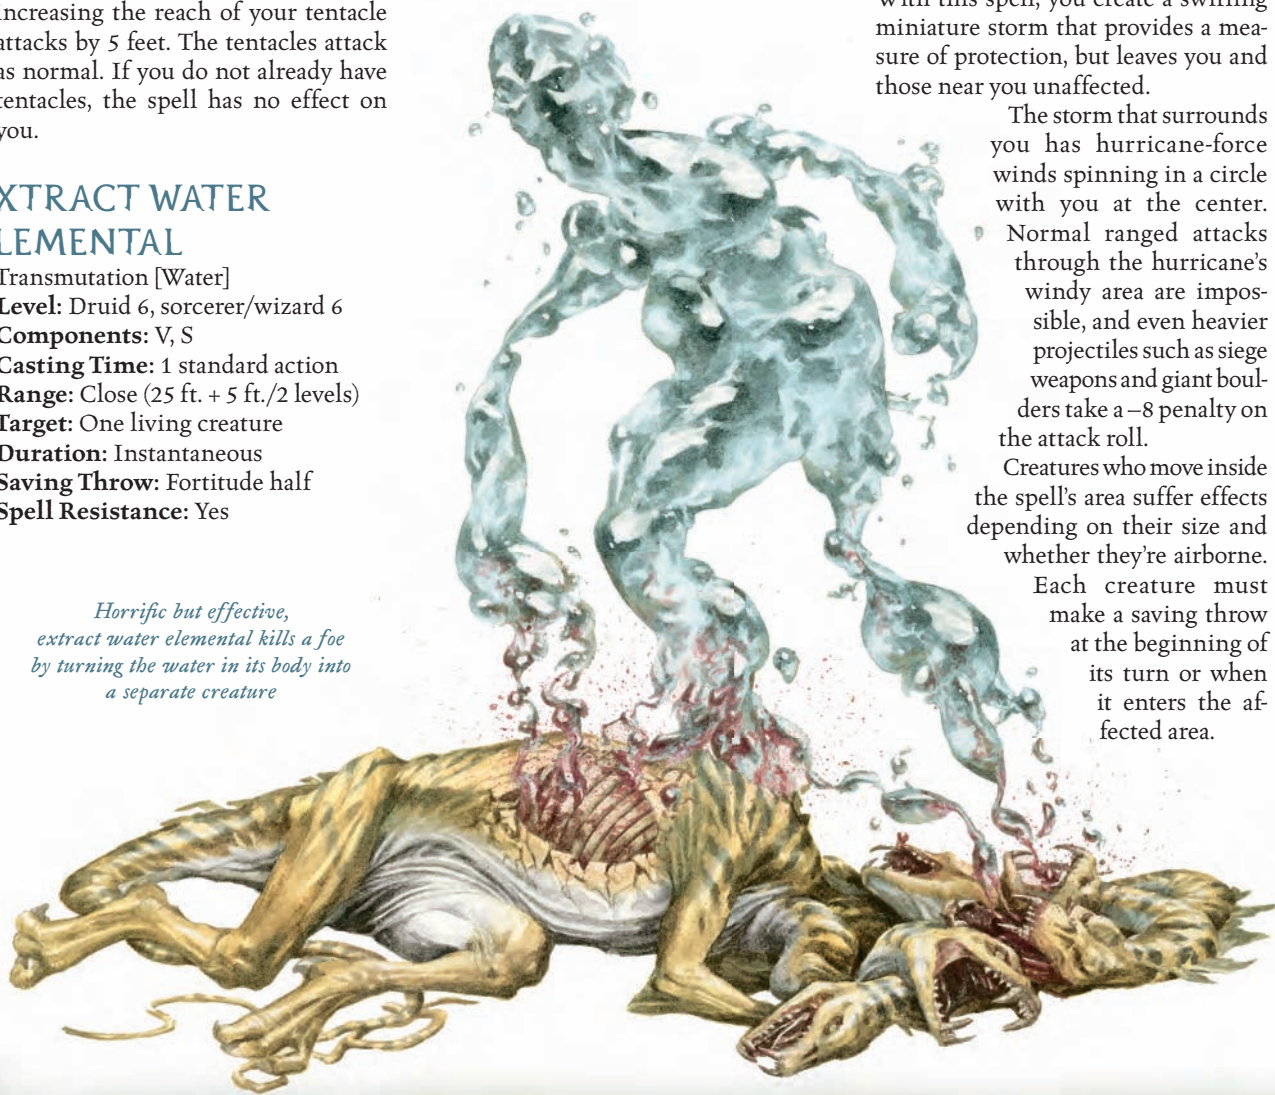 increasing the reach of your tentacle
attacks by 5 feet. The tentacles attack
as normal. If you do not already have
tentacles, the spell has no effect on
you.
XTRACT WATER
LEMENTAL
Transmutation [Water]
Level: Druid 6, sorcerer/wizard 6
Components: V, S
Casting Time: 1 standard action
Range: Close (25 ft. + 5 ft./2 levels)
Target: One living creature
Duration: Instantaneous
Saving Throw: Fortitude half
Spell Resistance: Yes
Horrific but effective,
extract water elemental kills a foe
by turning the water in its body into
a separate creature
With this spell, you create a swirling
miniature storm that provides a mea-
sure of protection, but leaves you and
those near you unaffected.
The storm that surrounds
you has hurricane-force
winds spinning in a circle
with you at the center.
Normal ranged attacks
through the hurricane's
windy area are impos-
sible, and even heavier
projectiles such as siege
weapons and giant boul-
ders take a –8 penalty on
the attack roll.
Creatures who move inside
the spell's area suffer effects
depending on their size and
whether they're airborne.
Each creature must
make a saving throw
at the beginning of
its turn or when
it enters the af-
fected area.